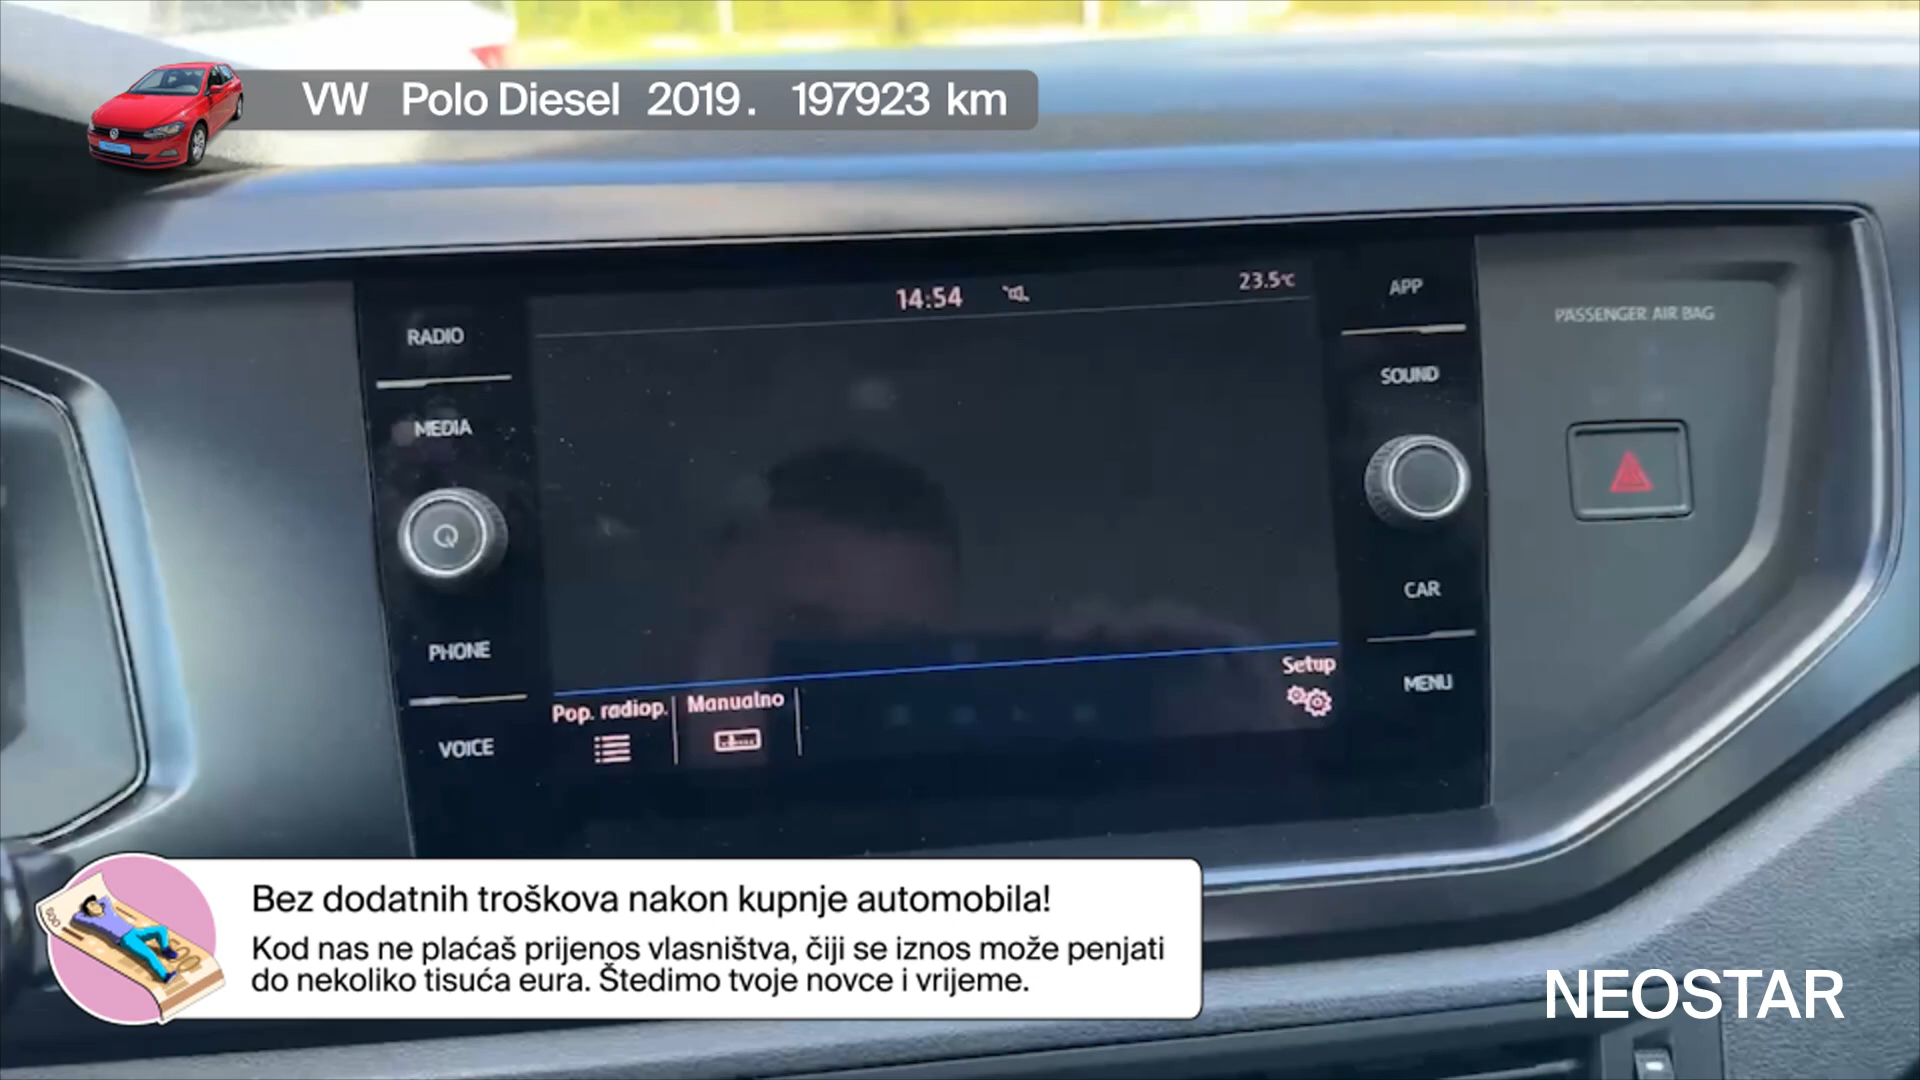 VW Polo Diesel 2019. 197923 km
14:54
23.5°C
RADIO
MEDIA
PHONE
VOICE
APP
SOUND
CAR
MENU
PASSENGER AIR BAG
Pop. radiop.
Manualno
Setup
Bez dodatnih troškova nakon kupnje automobila!
Kod nas ne plaćaš prijenos vlasništva, čiji se iznos može penjati
do nekoliko tisuća eura. Štedimo tvoje novce i vrijeme.
NEOSTAR